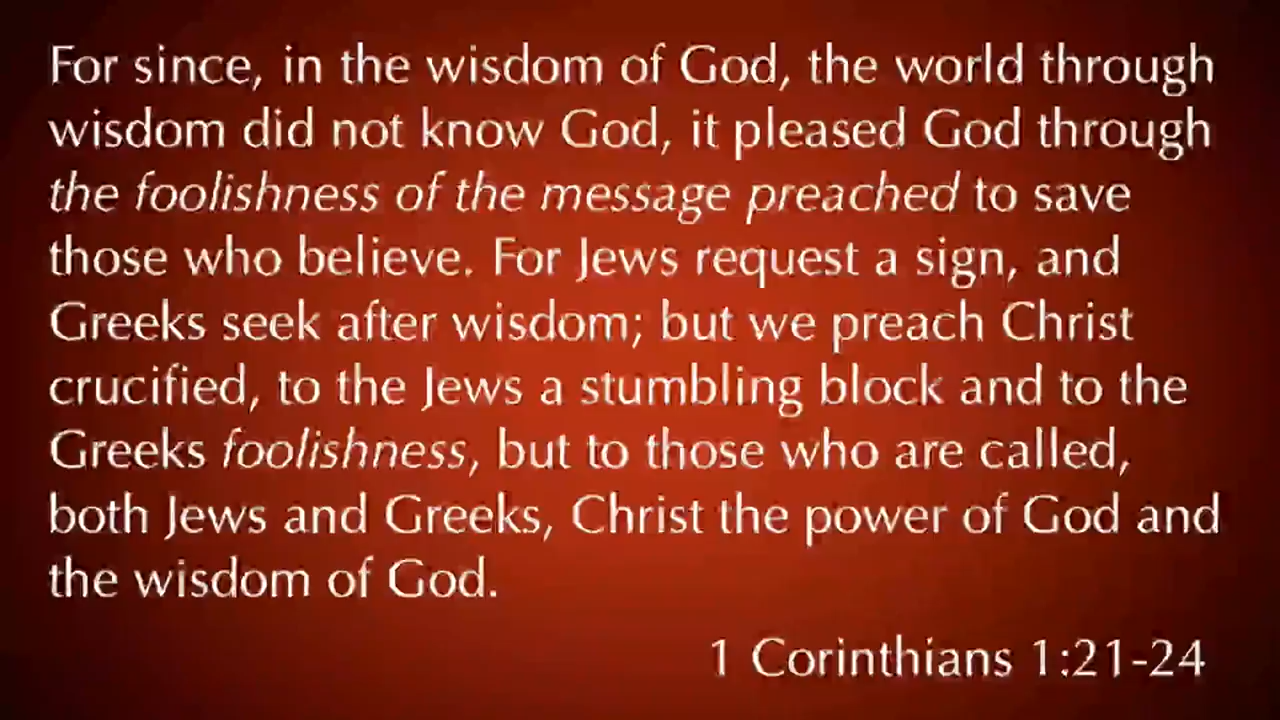 For since, in the wisdom of God, the world through
wisdom did not know God, it pleased God through
the foolishness of the message preached to save
those who believe. For Jews request a sign, and
Greeks seek after wisdom; but we preach Christ
crucified, to the Jews a stumbling block and to the
Greeks foolishness, but to those who are called,
both Jews and Greeks, Christ the power of God and
the wisdom of God.
1 Corinthians 1:21-24